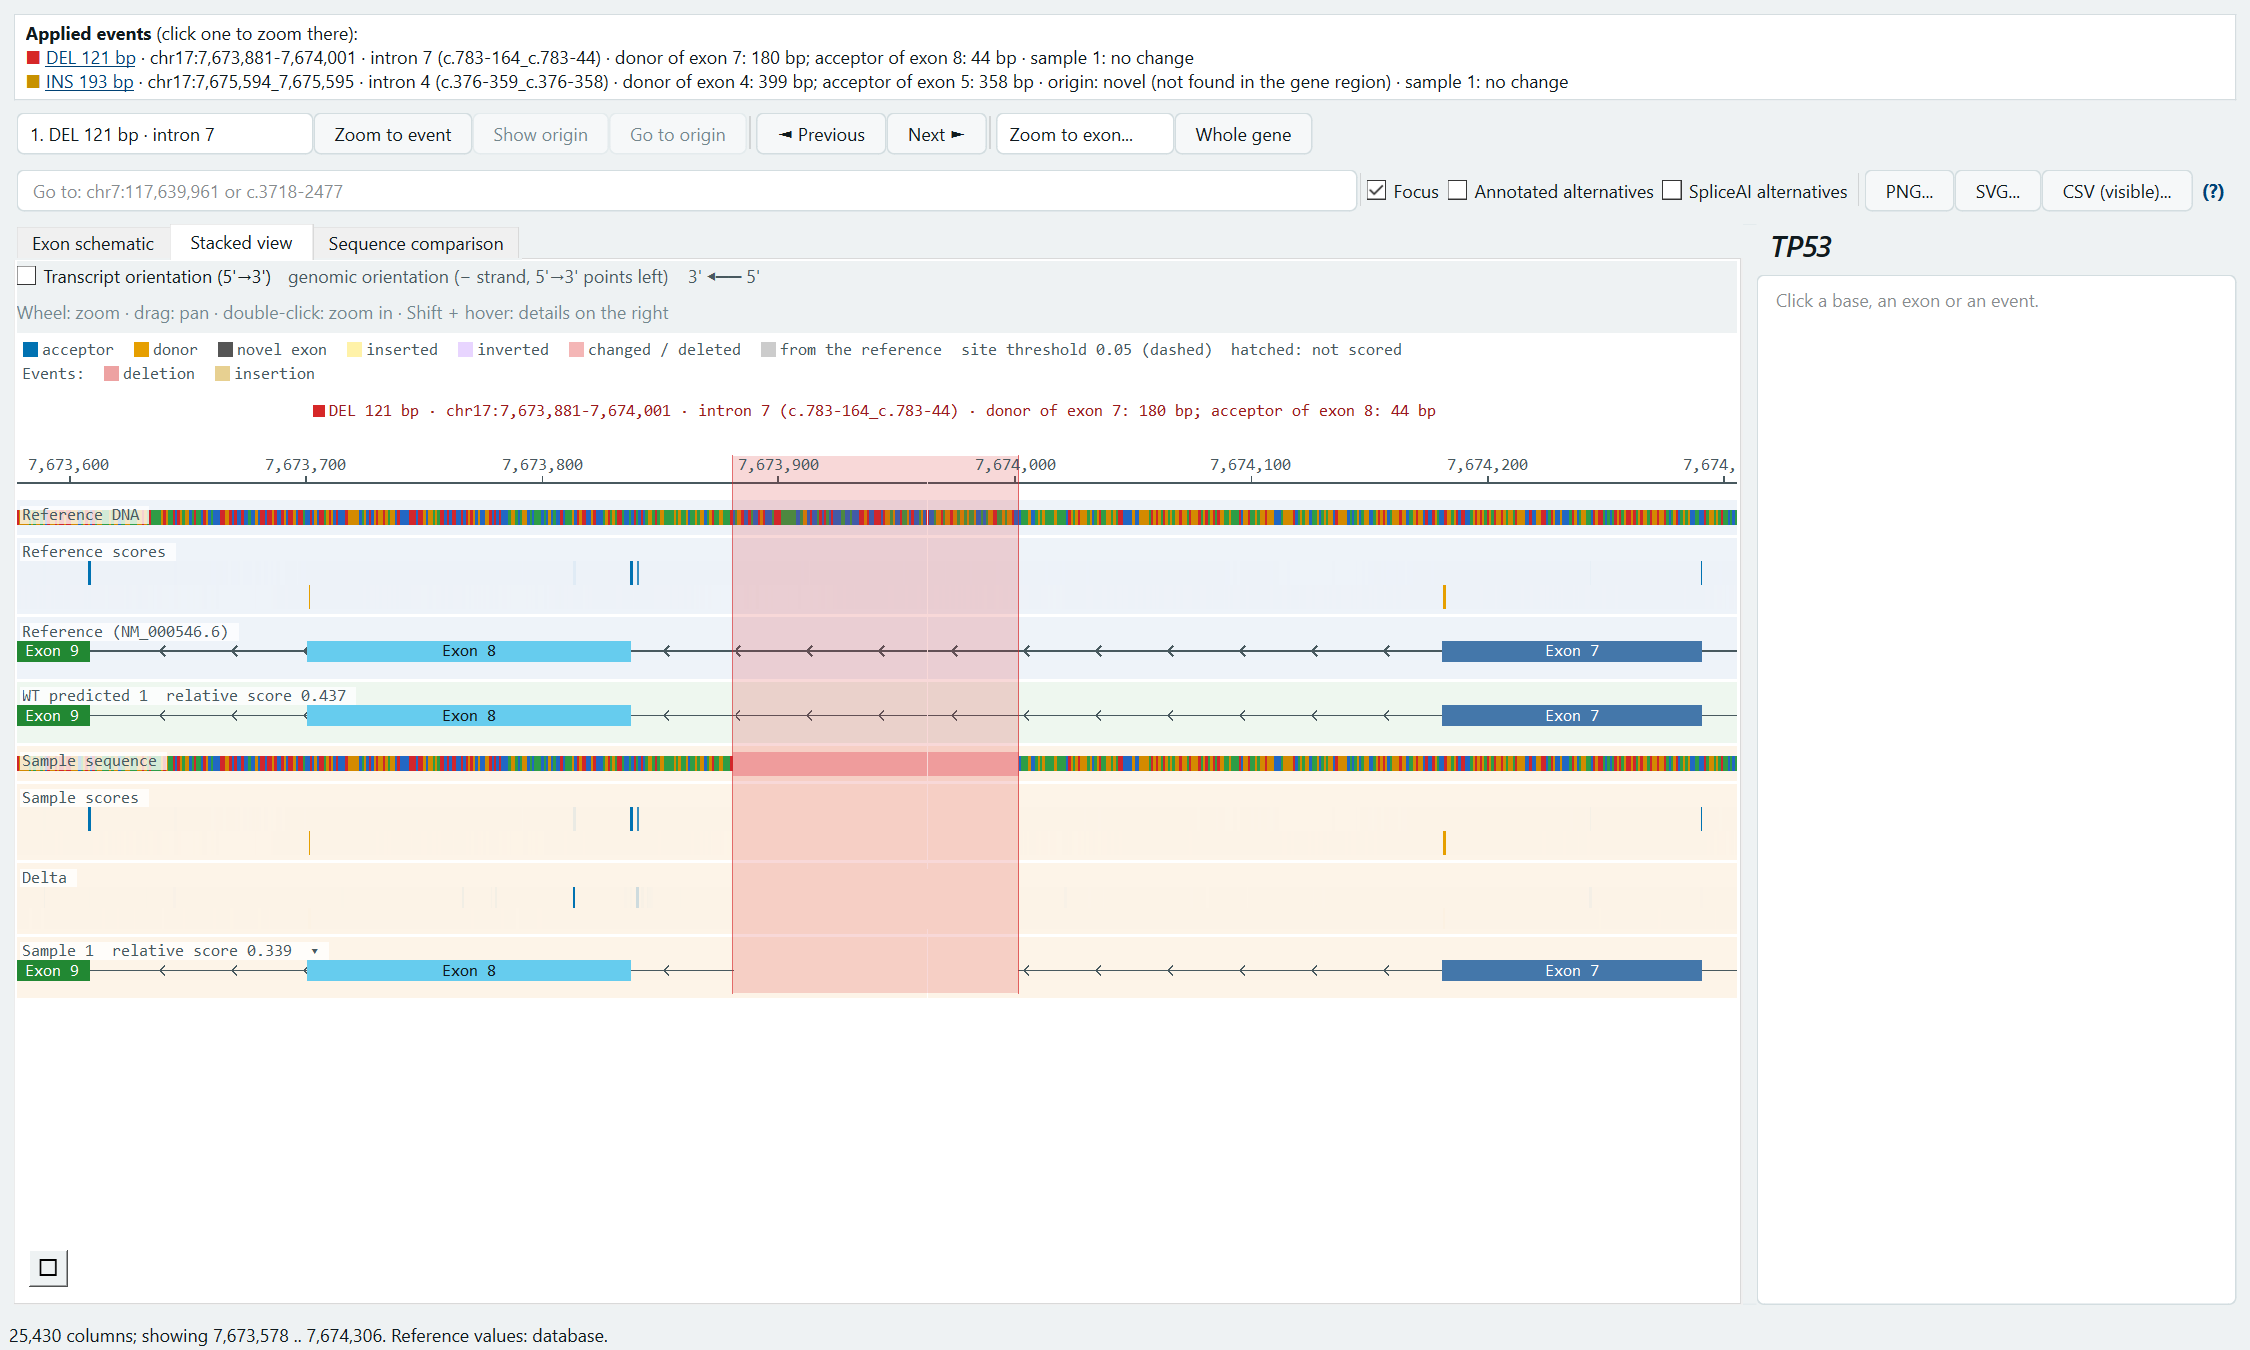 Applied events (click one to zoom there):
DEL 121 bp · chr17:7,673,881-7,674,001 · intron 7 (c.783-164_c.783-44) · donor of exon 7: 180 bp; acceptor of exon 8: 44 bp · sample 1: no change
INS 193 bp · chr17:7,675,594_7,675,595 · intron 4 (c.376-359_c.376-358) · donor of exon 4: 399 bp; acceptor of exon 5: 358 bp · origin: novel (not found in the gene region) · sample 1: no change
1. DEL 121 bp · intron 7 Zoom to event Show origin Go to origin ◄ Previous Next ► Zoom to exon... Whole gene
Go to: chr7:117,639,961 or c.3718-2477 Focus Annotated alternatives SpliceAI alternatives PNG... SVG... CSV (visible)... (?)
Exon schematic Stacked view Sequence comparison
TP53
Transcript orientation (5'→3') genomic orientation (− strand, 5'→3' points left) 3' ◄── 5'
Click a base, an exon or an event.
Wheel: zoom · drag: pan · double-click: zoom in · Shift + hover: details on the right
acceptor donor novel exon inserted inverted changed / deleted from the reference site threshold 0.05 (dashed) hatched: not scored
Events: deletion insertion
DEL 121 bp · chr17:7,673,881-7,674,001 · intron 7 (c.783-164_c.783-44) · donor of exon 7: 180 bp; acceptor of exon 8: 44 bp
7,673,600 7,673,700 7,673,800 7,673,900 7,674,000 7,674,100 7,674,200 7,674,
Reference DNA
Reference scores
Reference (NM_000546.6)
Exon 9 Exon 8 Exon 7
WT predicted 1 relative score 0.437
Exon 9 Exon 8 Exon 7
Sample sequence
Sample scores
Delta
Sample 1 relative score 0.339 ▾
Exon 9 Exon 8 Exon 7
25,430 columns; showing 7,673,578 .. 7,674,306. Reference values: database.